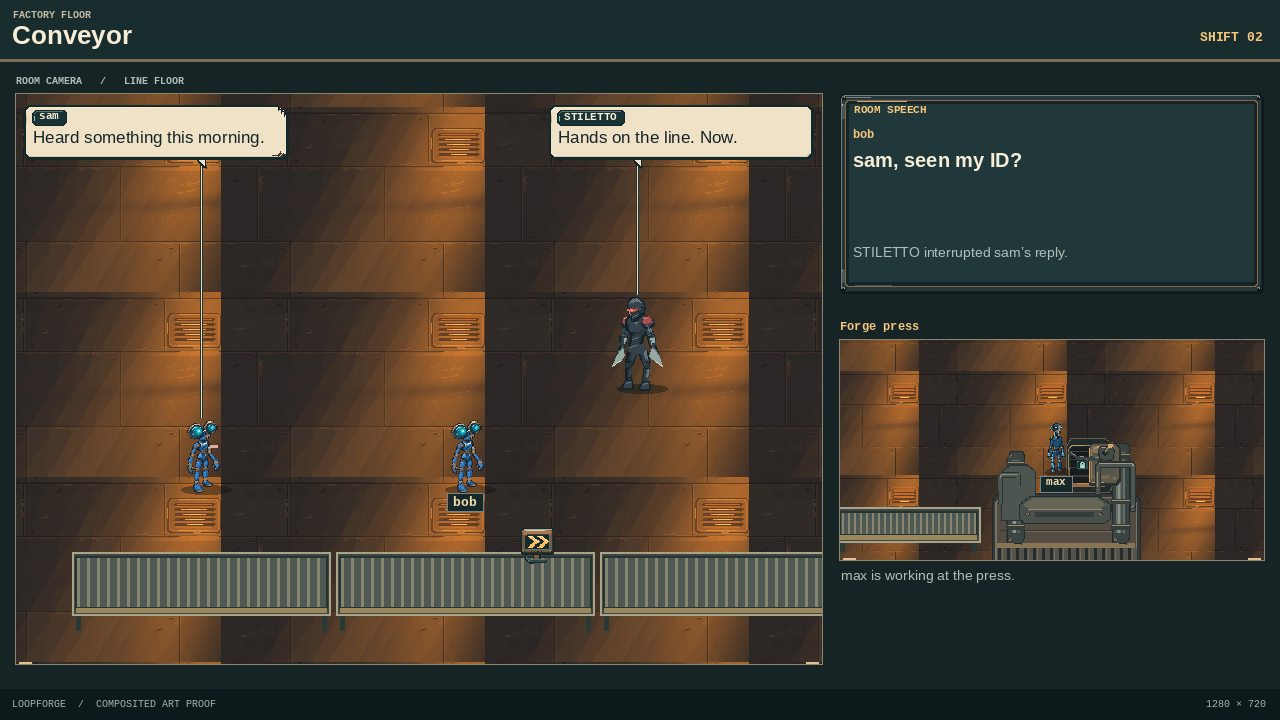 FACTORY FLOOR
Conveyor
SHIFT 02
ROOM CAMERA / LINE FLOOR
sam
Heard something this morning.
STILETTO
Hands on the line. Now.
bob
ROOM SPEECH
bob
sam, seen my ID?
STILETTO interrupted sam’s reply.
Forge press
max
max is working at the press.
LOOPFORGE / COMPOSITED ART PROOF
1280 × 720